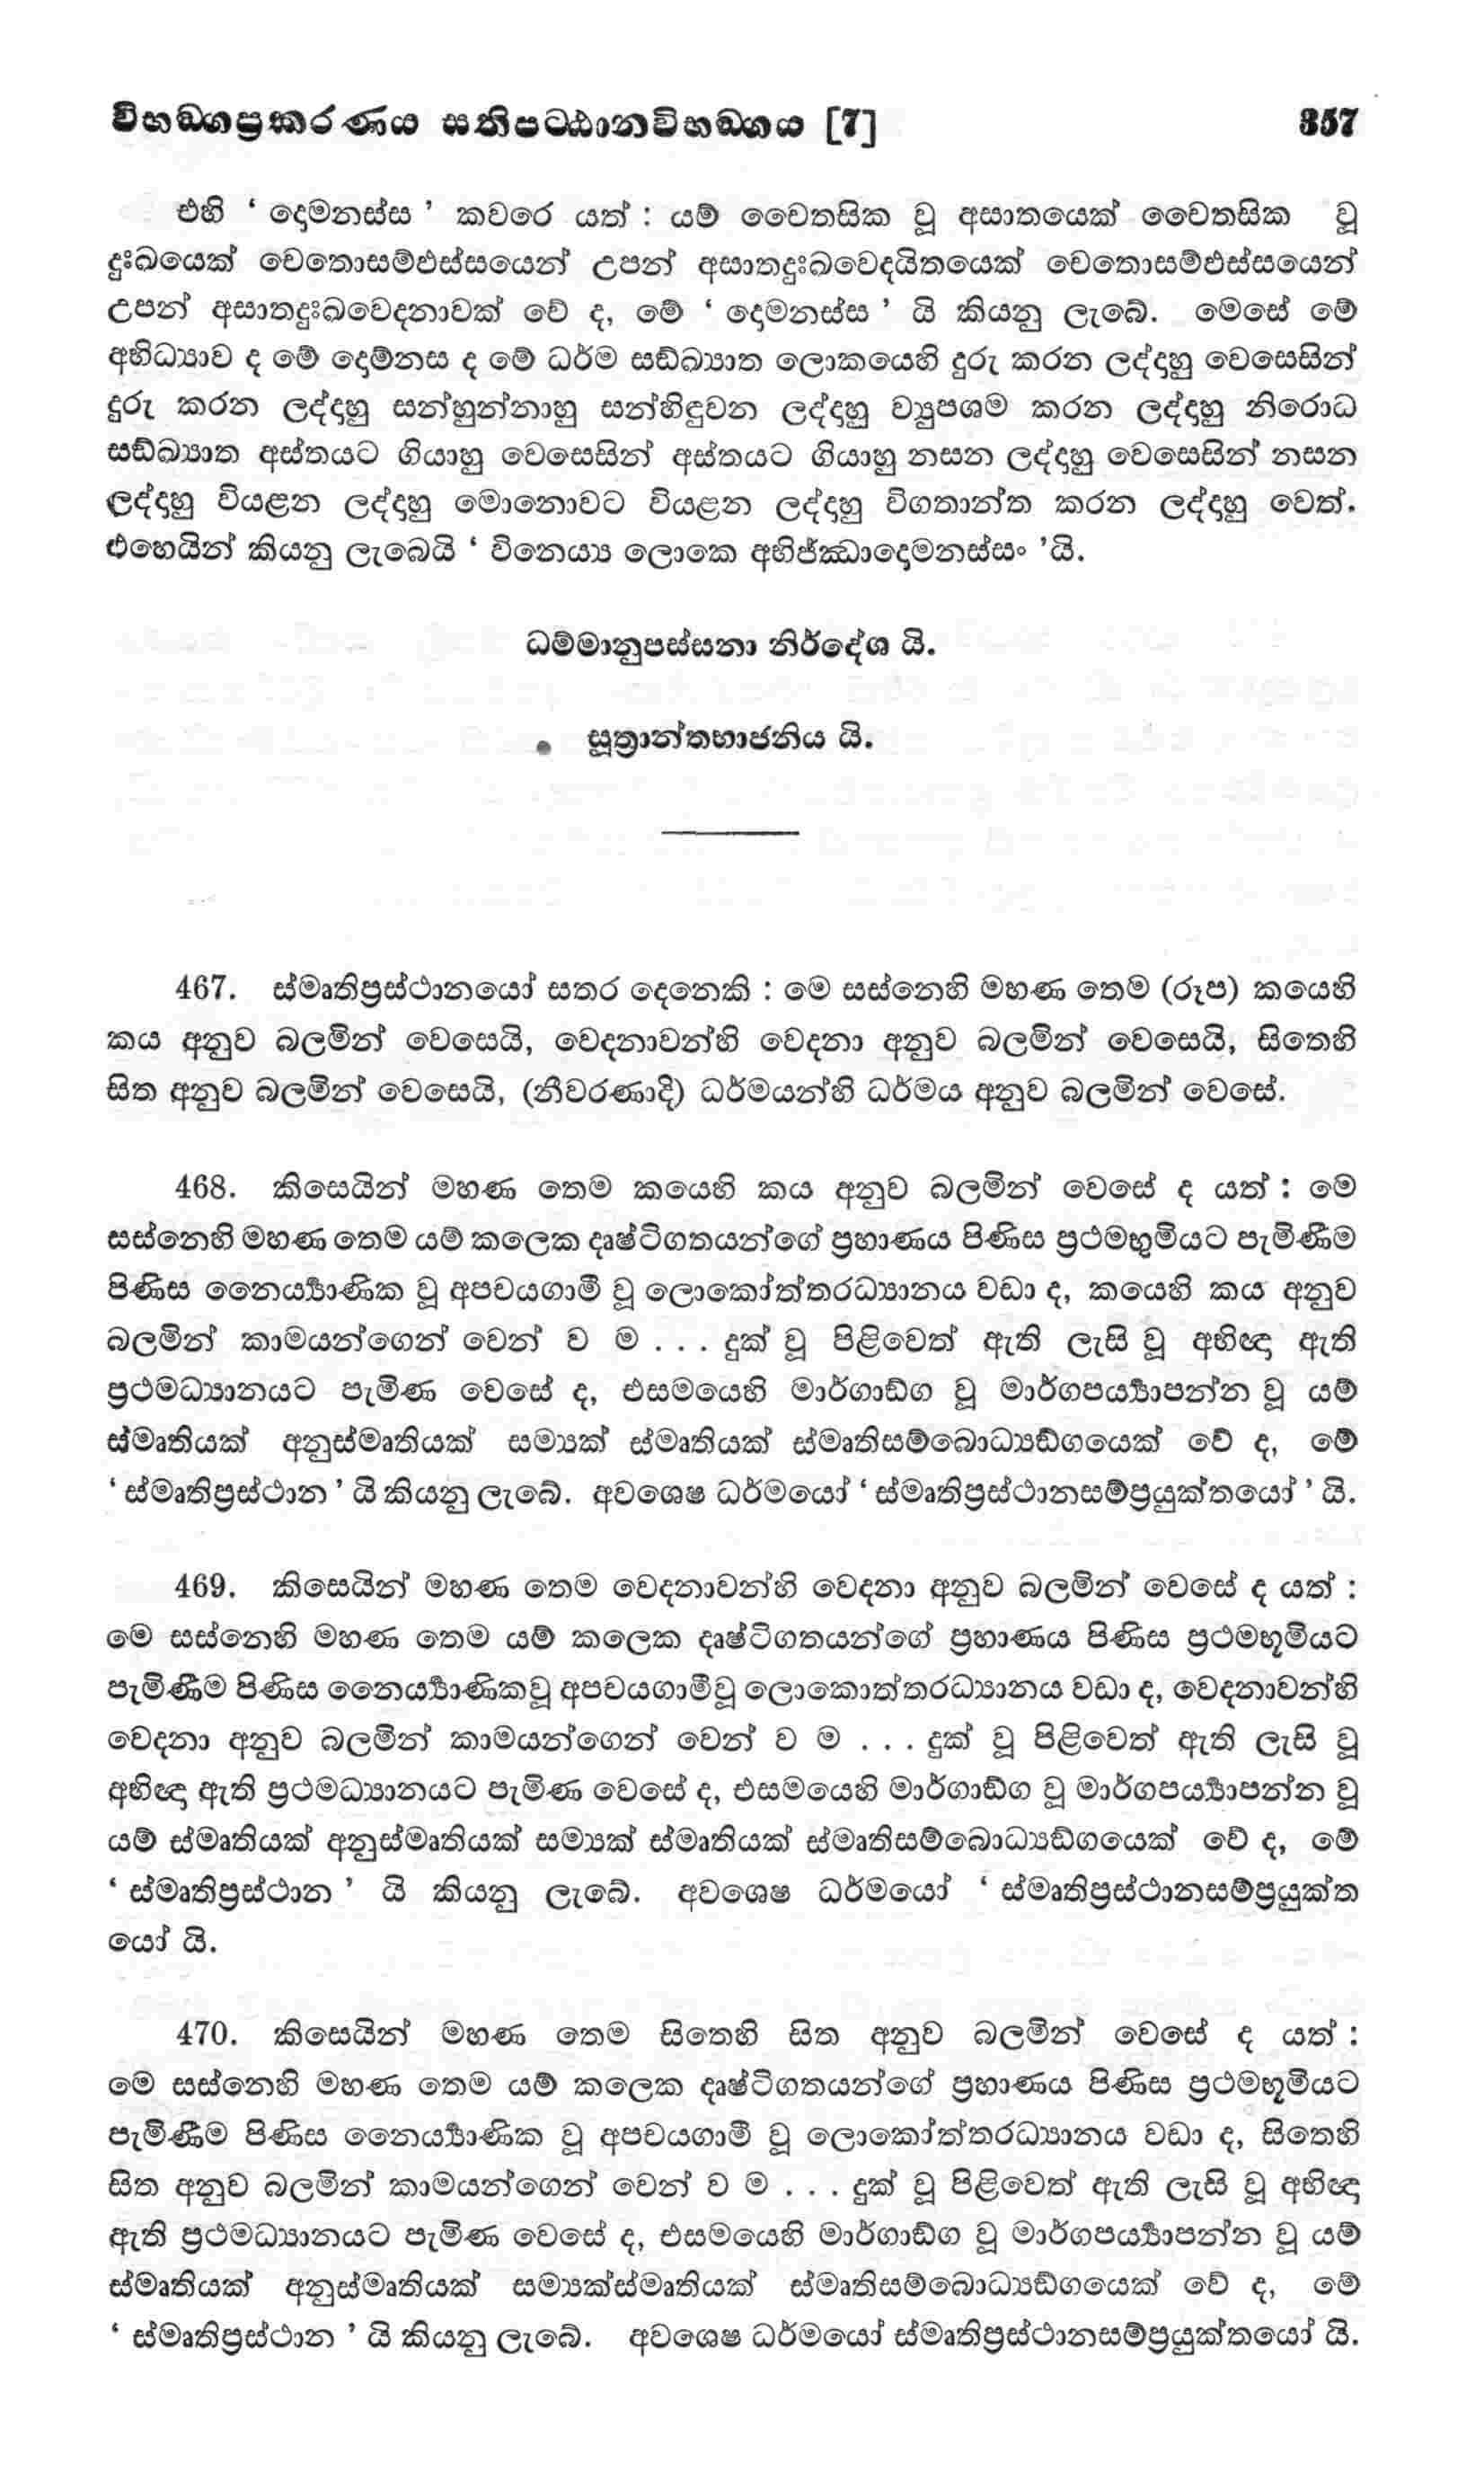 විභඞ්ගප්‍රකරණය සතිපට්ඨානවිභඞ්ගය [7] 357
එහි ‘ දොමනස්ස ’ කවරෙ යත් : යම් චෛතසික වූ අසාතයෙක් චෛතසික වූ
දුඃඛයෙක් චෙතොසම්ඵස්සයෙන් උපන් අසාතදුඃඛවෙදයිතයෙක් චෙතොසම්ඵස්සයෙන්
උපන් අසාතදුඃඛවෙදනාවක් වේ ද, මේ ‘ දොමනස්ස ’ යි කියනු ලැබේ. මෙසේ මේ
අභිධ්‍යාව ද මේ දොම්නස ද මේ ධර්ම සඞ්ඛ්‍යාත ලොකයෙහි දුරු කරන ලද්දාහු වෙසෙසින්
දුරු කරන ලද්දාහු සන්හුන්නාහු සන්හිඳුවන ලද්දාහු ව්‍යුපශම කරන ලද්දාහු නිරොධ
සඞ්ඛ්‍යාත අස්තයට ගියාහු වෙසෙසින් අස්තයට ගියාහු නසන ලද්දාහු වෙසෙසින් නසන
ලද්දාහු වියළන ලද්දාහු මොනොවට වියළන ලද්දාහු විගතාන්ත කරන ලද්දාහු වෙත්.
එහෙයින් කියනු ලැබෙයි ‘ විනෙය්‍ය ලොකෙ අභිජ්ඣාදොමනස්සං ’යි.
ධම්මානුපස්සනා නිර්දේශ යි.
සූත්‍රාන්තභාජනිය යි.
467. ස්මෘතිප්‍රස්ථානයෝ සතර දෙනෙකි : මෙ සස්නෙහි මහණ තෙම (රූප) කයෙහි
කය අනුව බලමින් වෙසෙයි, වෙදනාවන්හි වෙදනා අනුව බලමින් වෙසෙයි, සිතෙහි
සිත අනුව බලමින් වෙසෙයි, (නීවරණාදි) ධර්මයන්හි ධර්මය අනුව බලමින් වෙසේ.
468. කිසෙයින් මහණ තෙම කයෙහි කය අනුව බලමින් වෙසේ ද යත් : මෙ
සස්නෙහි මහණ තෙම යම් කලෙක දෘෂ්ටිගතයන්ගේ ප්‍රහාණය පිණිස ප්‍රථමභූමියට පැමිණීම
පිණිස නෛර්‍ය්‍යාණික වූ අපචයගාමී වූ ලොකෝත්තරධ්‍යානය වඩා ද, කයෙහි කය අනුව
බලමින් කාමයන්ගෙන් වෙන් ව ම . . . දුක් වූ පිළිවෙත් ඇති ලැසි වූ අභිඥා ඇති
ප්‍රථමධ්‍යානයට පැමිණ වෙසේ ද, එසමයෙහි මාර්ගාඞ්ග වූ මාර්ගපර්‍ය්‍යාපන්න වූ යම්
ස්මෘතියක් අනුස්මෘතියක් සම්‍යක් ස්මෘතියක් ස්මෘතිසම්බොධ්‍යඞ්ගයෙක් වේ ද, මේ
‘ ස්මෘතිප්‍රස්ථාන ’ යි කියනු ලැබේ. අවශෙෂ ධර්මයෝ ‘ ස්මෘතිප්‍රස්ථානසම්ප්‍රයුක්තයෝ ’ යි.
469. කිසෙයින් මහණ තෙම වෙදනාවන්හි වෙදනා අනුව බලමින් වෙසේ ද යත් :
මෙ සස්නෙහි මහණ තෙම යම් කලෙක දෘෂ්ටිගතයන්ගේ ප්‍රහාණය පිණිස ප්‍රථමභූමියට
පැමිණීම පිණිස නෛර්‍ය්‍යාණිකවූ අපචයගාමීවූ ලොකොත්තරධ්‍යානය වඩා ද, වෙදනාවන්හි
වෙදනා අනුව බලමින් කාමයන්ගෙන් වෙන් ව ම . . . දුක් වූ පිළිවෙත් ඇති ලැසි වූ
අභිඥා ඇති ප්‍රථමධ්‍යානයට පැමිණ වෙසේ ද, එසමයෙහි මාර්ගාඞ්ග වූ මාර්ගපර්‍ය්‍යාපන්න වූ
යම් ස්මෘතියක් අනුස්මෘතියක් සම්‍යක් ස්මෘතියක් ස්මෘතිසම්බොධ්‍යඞ්ගයෙක් වේ ද, මේ
‘ ස්මෘතිප්‍රස්ථාන ’ යි කියනු ලැබේ. අවශෙෂ ධර්මයෝ ‘ ස්මෘතිප්‍රස්ථානසම්ප්‍රයුක්ත
යෝ යි.
470. කිසෙයින් මහණ තෙම සිතෙහි සිත අනුව බලමින් වෙසේ ද යත් :
මෙ සස්නෙහි මහණ තෙම යම් කලෙක දෘෂ්ටිගතයන්ගේ ප්‍රහාණය පිණිස ප්‍රථමභූමියට
පැමිණීම පිණිස නෛර්‍ය්‍යාණික වූ අපචයගාමී වූ ලොකෝත්තරධ්‍යානය වඩා ද, සිතෙහි
සිත අනුව බලමින් කාමයන්ගෙන් වෙන් ව ම . . . දුක් වූ පිළිවෙත් ඇති ලැසි වූ අභිඥා
ඇති ප්‍රථමධ්‍යානයට පැමිණ වෙසේ ද, එසමයෙහි මාර්ගාඞ්ග වූ මාර්ගපර්‍ය්‍යාපන්න වූ යම්
ස්මෘතියක් අනුස්මෘතියක් සම්‍යක්ස්මෘතියක් ස්මෘතිසම්බොධ්‍යඞ්ගයෙක් වේ ද, මේ
‘ ස්මෘතිප්‍රස්ථාන ’ යි කියනු ලැබේ. අවශෙෂ ධර්මයෝ ස්මෘතිප්‍රස්ථානසම්ප්‍රයුක්තයෝ යි.